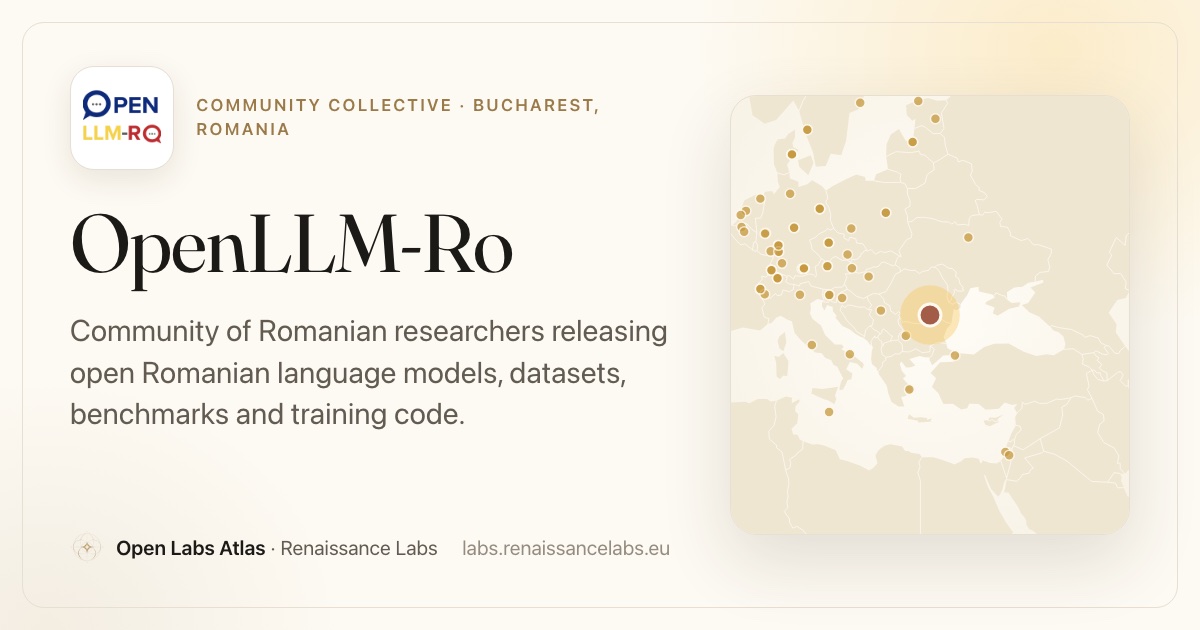 OPEN
LLM-RO
COMMUNITY COLLECTIVE · BUCHAREST,
ROMANIA
OpenLLM-Ro
Community of Romanian researchers releasing
open Romanian language models, datasets,
benchmarks and training code.
Open Labs Atlas · Renaissance Labs labs.renaissancelabs.eu